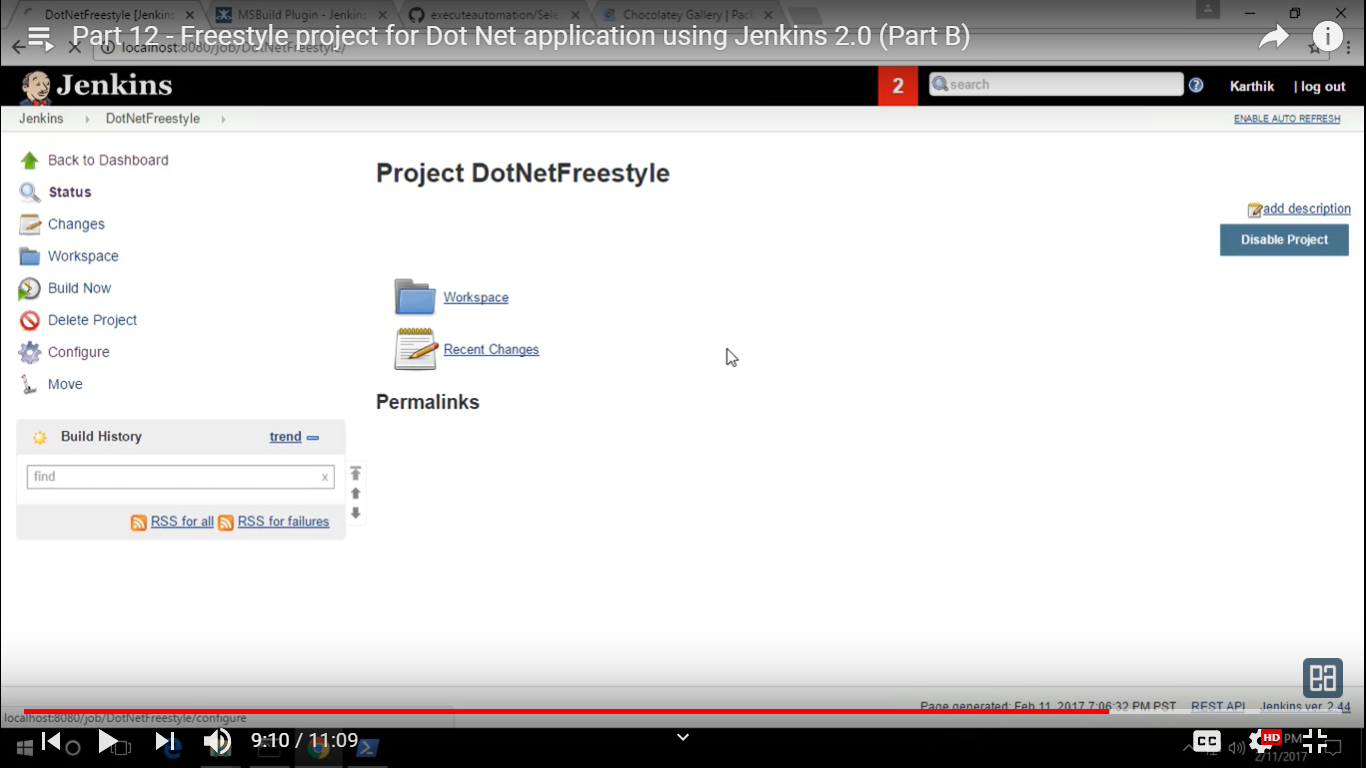 DotNetFreestyle [Jenkins
MSBuild Plugin - Jenkins
executeautomation/Sele
Chocolatey Gallery | Pac
Part 12 - Freestyle project for Dot Net application using Jenkins 2.0 (Part B)
localhost:8080/job/DotNetFreestyle/
Jenkins
2
search
Karthik
| log out
Jenkins
DotNetFreestyle
ENABLE AUTO REFRESH
Back to Dashboard
Status
Changes
Workspace
Build Now
Delete Project
Configure
Move
Project DotNetFreestyle
add description
Disable Project
Workspace
Recent Changes
Permalinks
Build History
trend
find
x
RSS for all
RSS for failures
Page generated: Feb 11, 2017 7:06:32 PM PST
REST API
Jenkins ver. 2.44
localhost:8080/job/DotNetFreestyle/configure
9:10 / 11:09
CC
HD
PM
2/11/2017